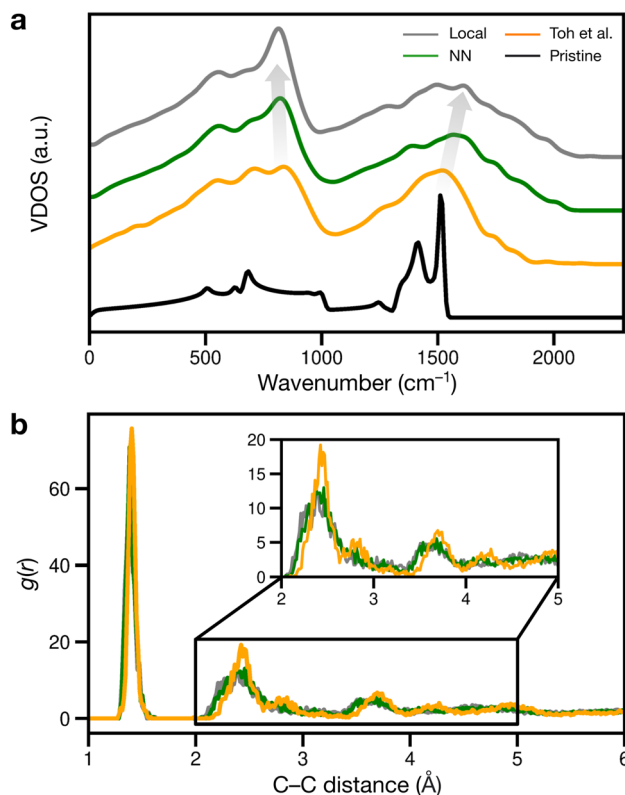 a
Local
NN
Toh et al.
Pristine
VDOS (a.u.)
0 500 1000 1500 2000
Wavenumber (cm⁻¹)
b
g(r)
60
40
20
0
20
15
10
5
0
2 3 4 5
1 2 3 4 5 6
C–C distance (Å)